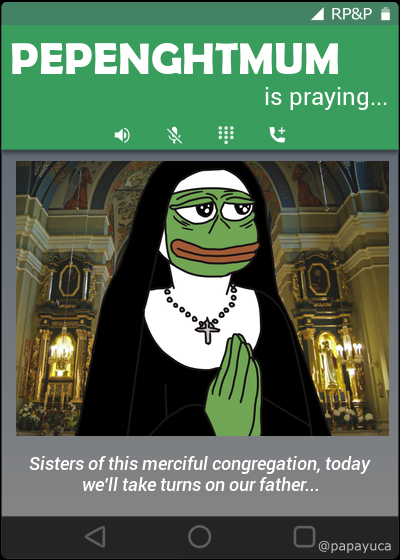 RP&P
PEPENGHTMUM
is praying...
Sisters of this merciful congregation, today
we'll take turns on our father...
@papayuca